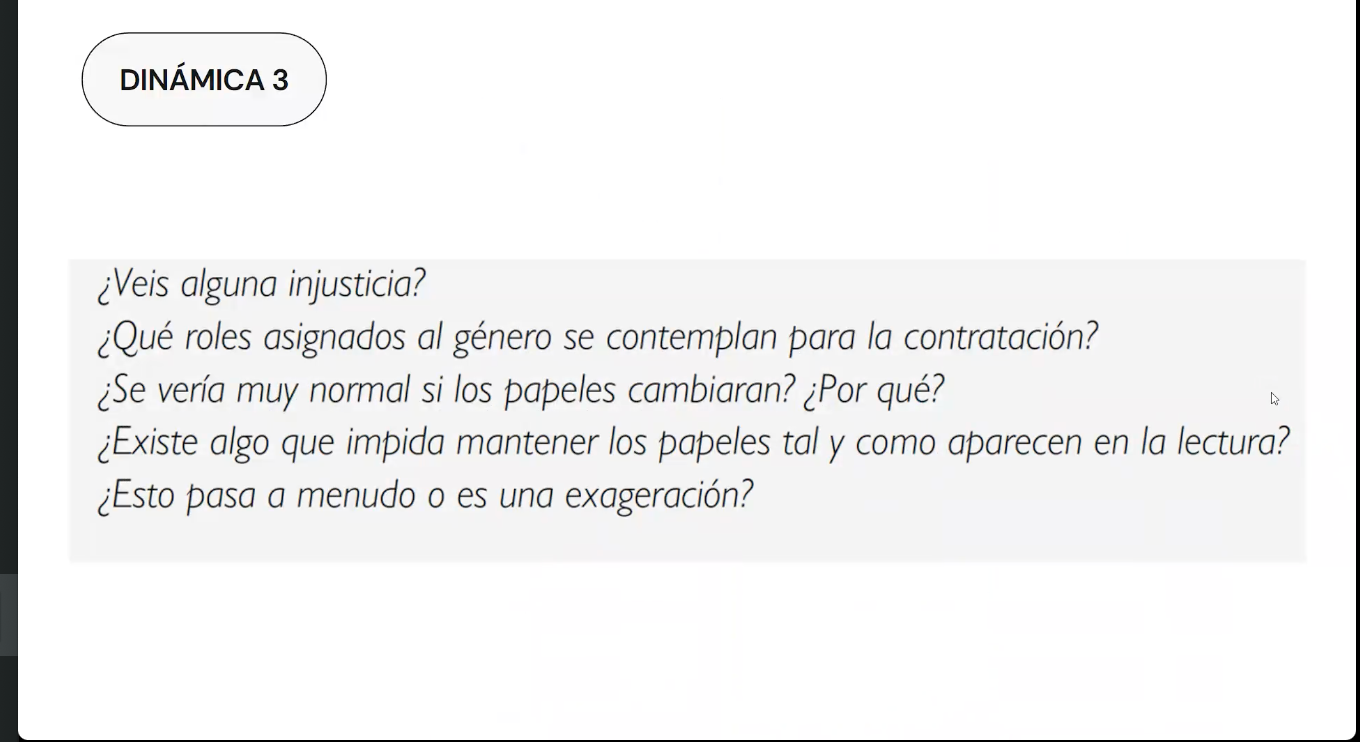 DINÁMICA 3
¿Veis alguna injusticia?
¿Qué roles asignados al género se contemplan para la contratación?
¿Se vería muy normal si los papeles cambiaran? ¿Por qué?
¿Existe algo que impida mantener los papeles tal y como aparecen en la lectura?
¿Esto pasa a menudo o es una exageración?